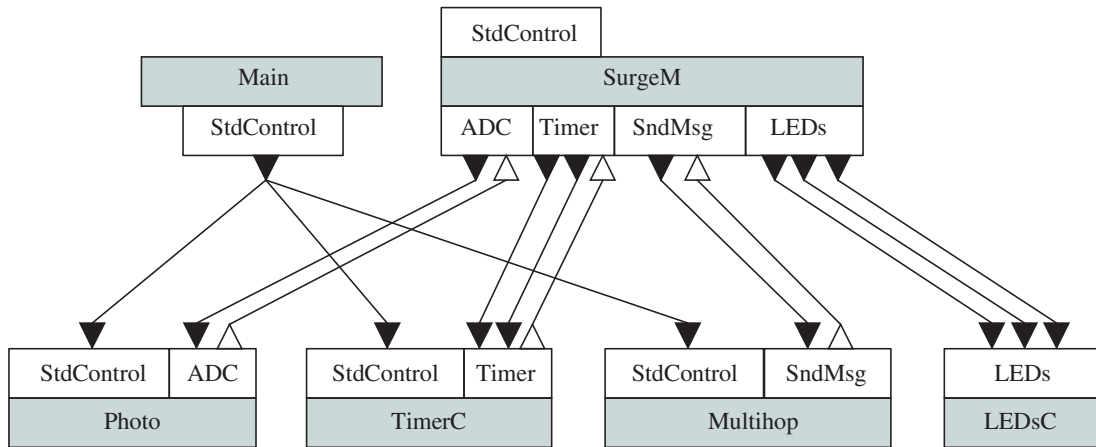 StdControl
Main
SurgeM
StdControl
ADC Timer SndMsg LEDs
StdControl ADC StdControl Timer StdControl SndMsg LEDs
Photo TimerC Multihop LEDsC